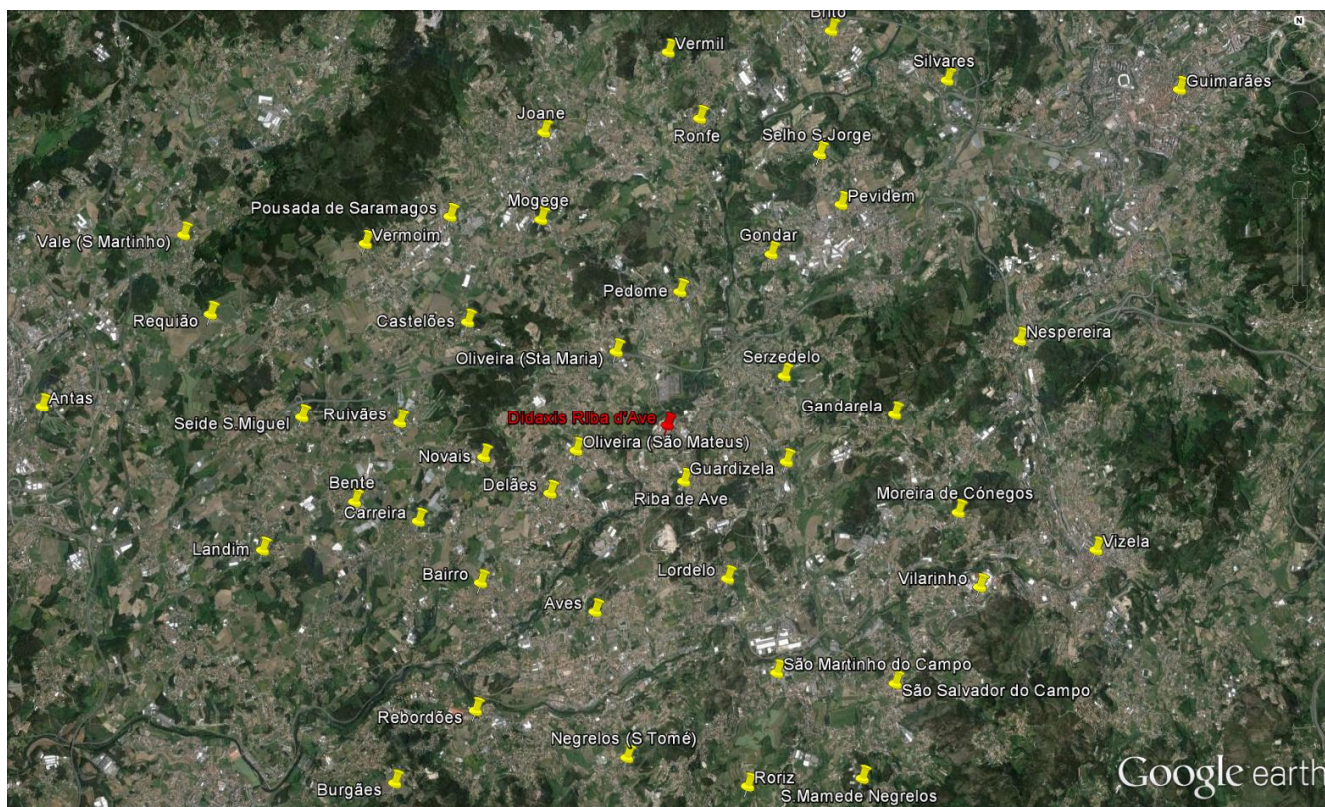 Brito
Vermil
Silvares
Guimarães
N
Joane
Ronfe
Selho S.Jorge
Pevidem
Pousada de Saramagos
Mogege
Vale (S Martinho)
Vermoim
Gondar
Pedome
Requião
Castelões
Nespereira
Oliveira (Sta Maria)
Serzedelo
Antas
Seide S.Miguel
Ruivães
Didaxis Riba d'Ave
Gandarela
Oliveira (São Mateus)
Novais
Guardizela
Bente
Delães
Riba de Ave
Moreira de Cónegos
Carreira
Landim
Vizela
Bairro
Lordelo
Vilarinho
Aves
São Martinho do Campo
São Salvador do Campo
Rebordões
Negrelos (S Tomé)
Roriz
Burgães
S.Mamede Negrelos
Google earth